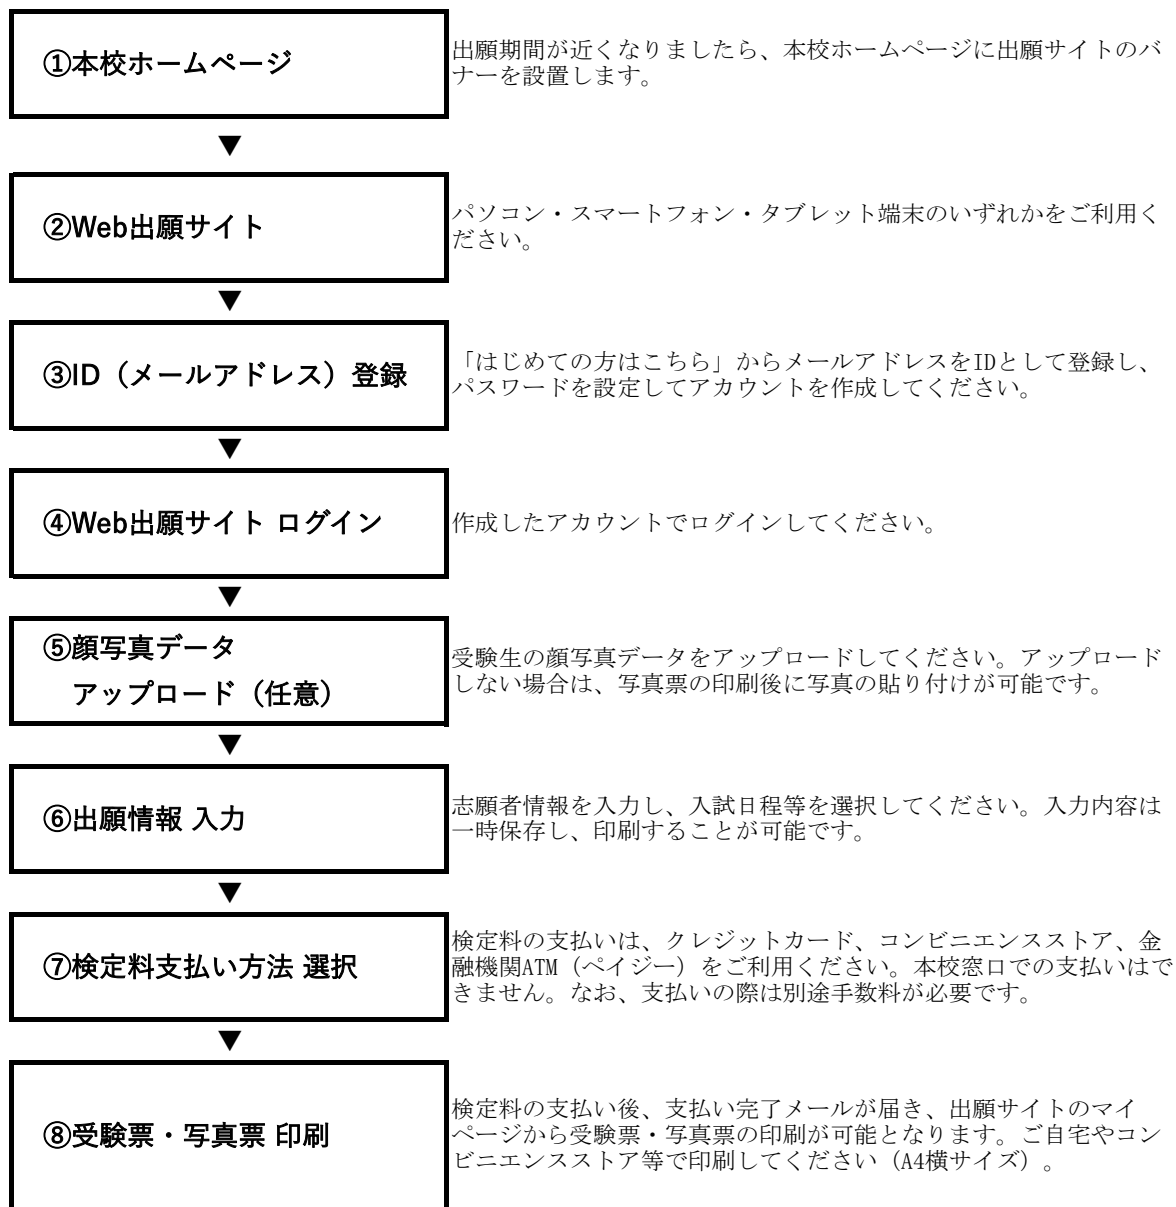 ①本校ホームページ
出願期間が近くなりましたら、本校ホームページに出願サイトのバ
ナーを設置します。
▼
②Web出願サイト
パソコン・スマートフォン・タブレット端末のいずれかをご利用く
ださい。
▼
③ID（メールアドレス）登録
「はじめての方はこちら」からメールアドレスをIDとして登録し、
パスワードを設定してアカウントを作成してください。
▼
④Web出願サイト ログイン
作成したアカウントでログインしてください。
▼
⑤顔写真データ
アップロード（任意）
受験生の顔写真データをアップロードしてください。アップロード
しない場合は、写真票の印刷後に写真の貼り付けが可能です。
▼
⑥出願情報 入力
志願者情報を入力し、入試日程等を選択してください。入力内容は
一時保存し、印刷することが可能です。
▼
⑦検定料支払い方法 選択
検定料の支払いは、クレジットカード、コンビニエンスストア、金
融機関ATM（ペイジー）をご利用ください。本校窓口での支払いはで
きません。なお、支払いの際は別途手数料が必要です。
▼
⑧受験票・写真票 印刷
検定料の支払い後、支払い完了メールが届き、出願サイトのマイ
ページから受験票・写真票の印刷が可能となります。ご自宅やコン
ビニエンスストア等で印刷してください（A4横サイズ）。